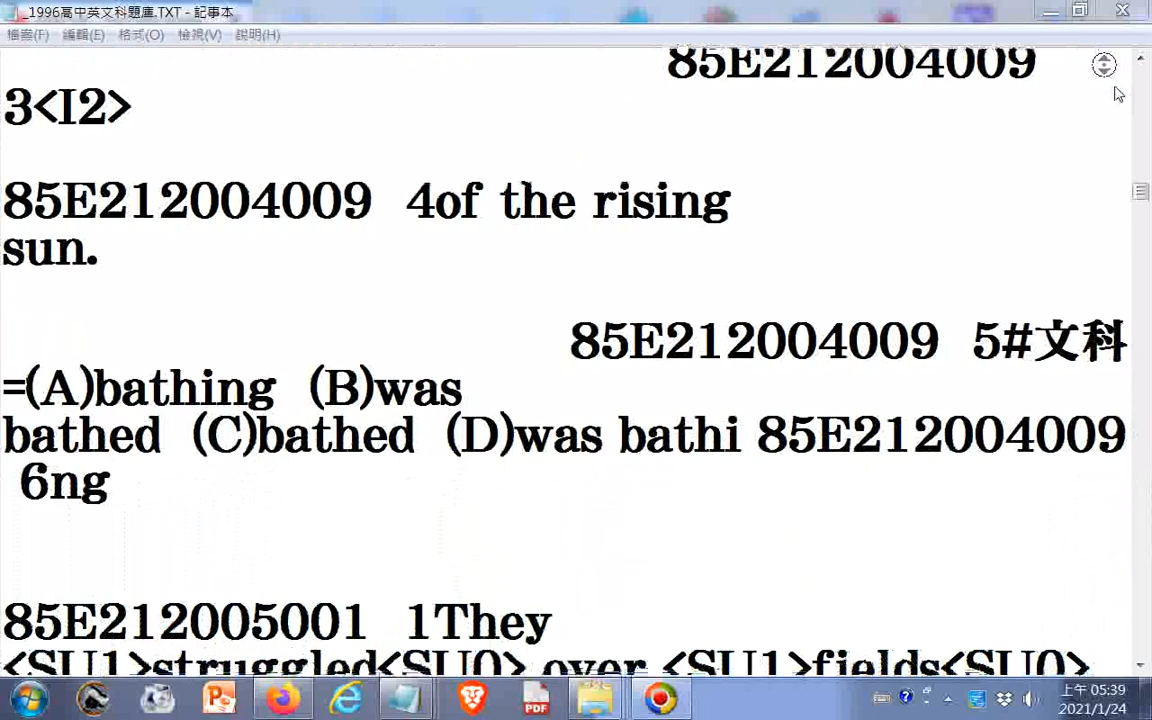 _1996高中英文科題庫.TXT - 記事本
檔案(F) 編輯(E) 格式(O) 檢視(V) 說明(H)
85E212004009
3<I2>
85E212004009 4of the rising
sun.
85E212004009 5#文科
=(A)bathing (B)was
bathed (C)bathed (D)was bathi 85E212004009
6ng
85E212005001 1They
<SU1>struggled<SU0> over <SU1>fields<SU0>
PDF
上午 05:39
2021/1/24